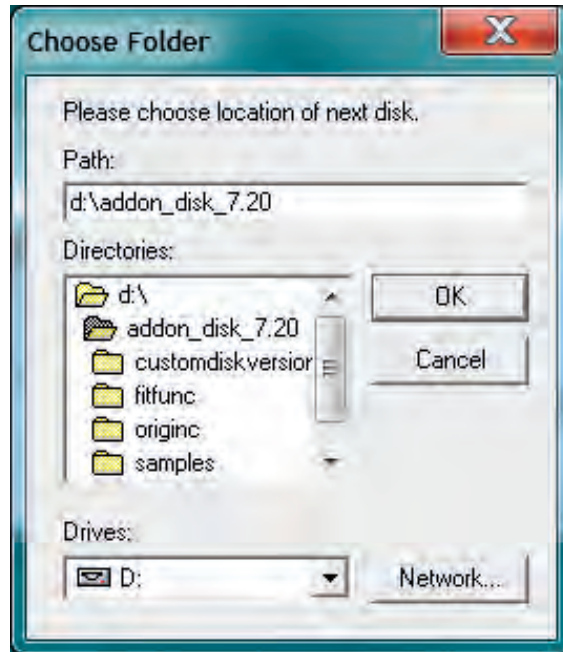 Choose Folder
Please choose location of next disk.
Path:
d:\addon_disk_7.20
Directories:
d:\
addon_disk_7.20
customdiskversior
fitfunc
originc
samples
OK
Cancel
Drives:
D:
Network...